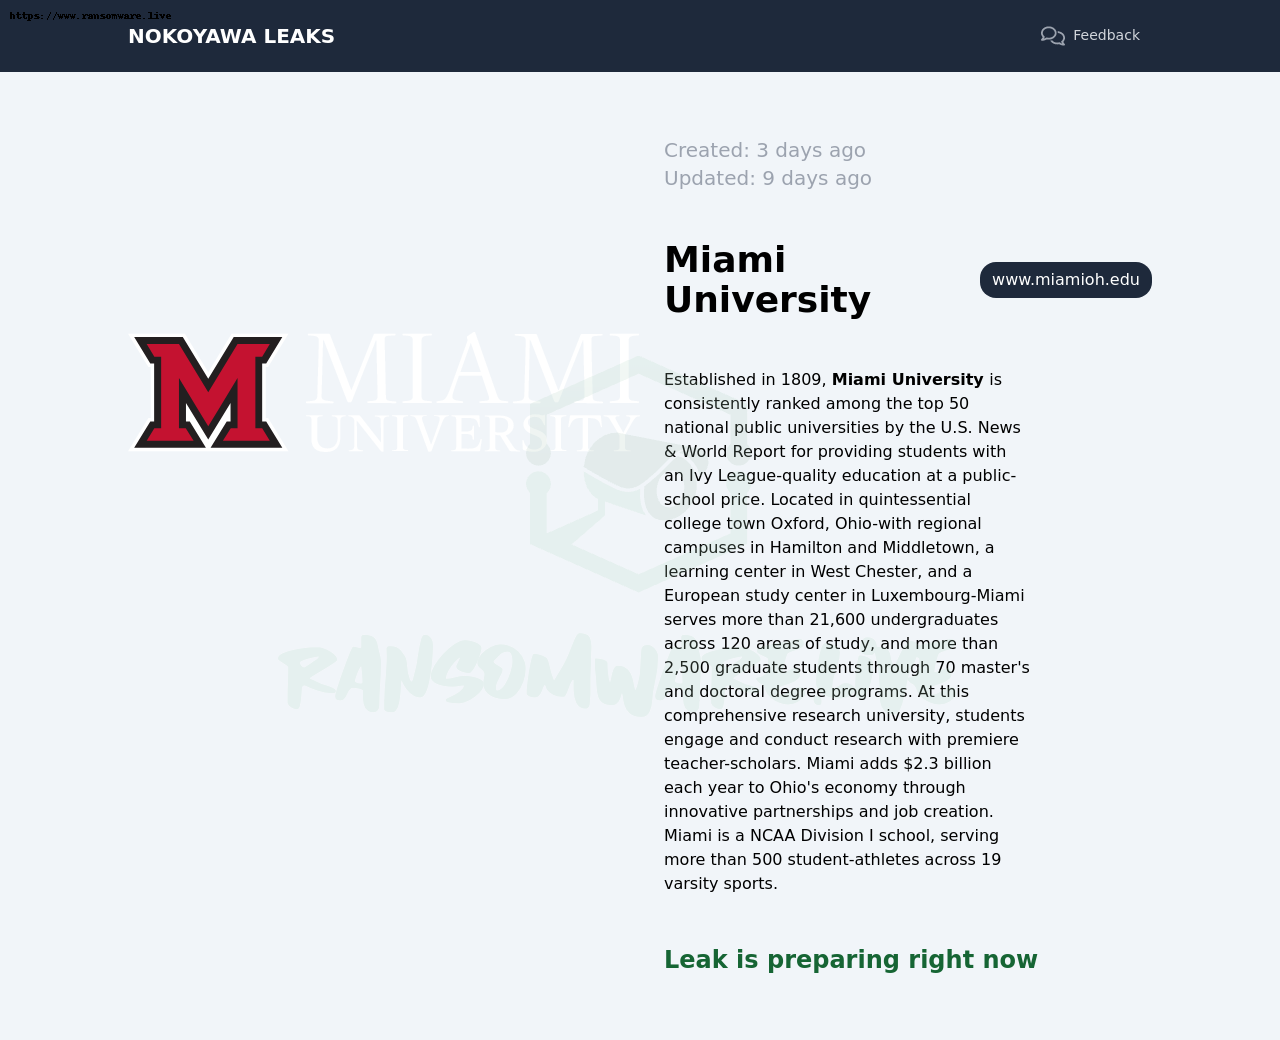 https://www.ransomware.live
NOKOYAWA LEAKS
Feedback
Created: 3 days ago
Updated: 9 days ago
Miami
University
www.miamioh.edu
MIAMI
UNIVERSITY
Established in 1809, Miami University is
consistently ranked among the top 50
national public universities by the U.S. News
& World Report for providing students with
an Ivy League-quality education at a public-
school price. Located in quintessential
college town Oxford, Ohio-with regional
campuses in Hamilton and Middletown, a
learning center in West Chester, and a
European study center in Luxembourg-Miami
serves more than 21,600 undergraduates
across 120 areas of study, and more than
2,500 graduate students through 70 master's
and doctoral degree programs. At this
comprehensive research university, students
engage and conduct research with premiere
teacher-scholars. Miami adds $2.3 billion
each year to Ohio's economy through
innovative partnerships and job creation.
Miami is a NCAA Division I school, serving
more than 500 student-athletes across 19
varsity sports.
RANSOMWARE.LIVE
Leak is preparing right now